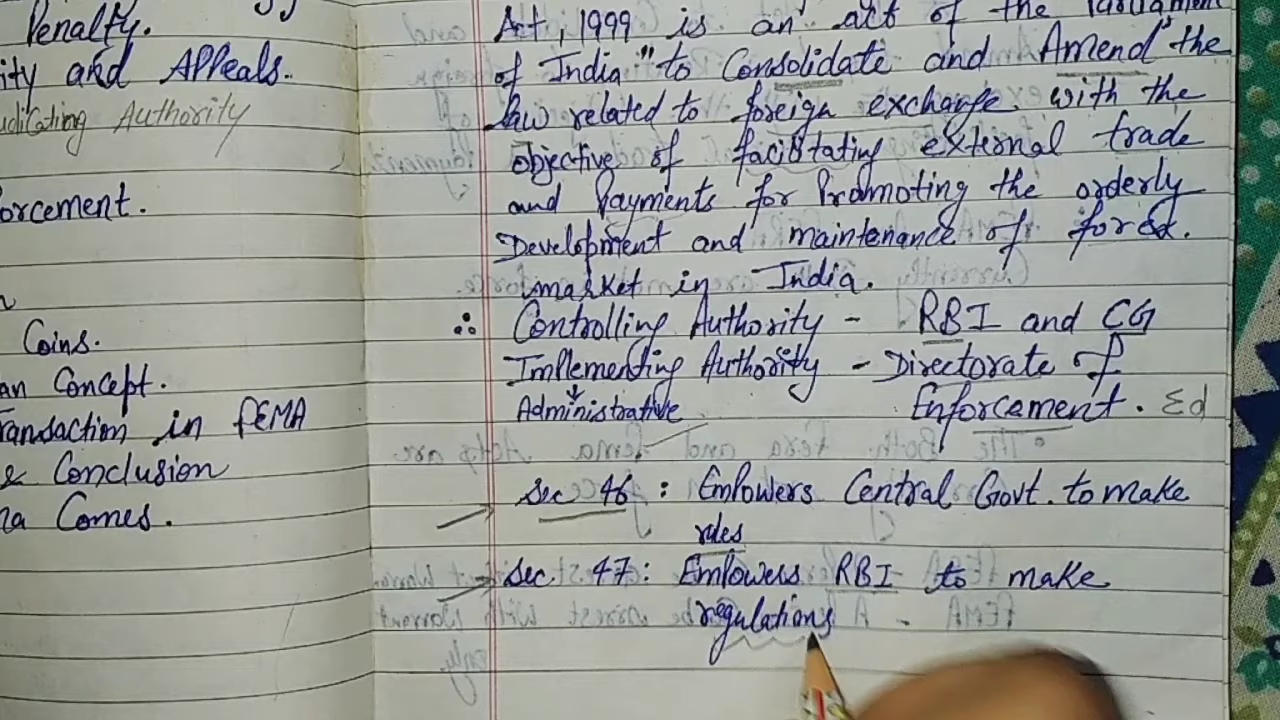 Penalty.
ity and Appeals.
udicating Authority
orcement.
Coins.
an Concept.
ransaction in FEMA
& Conclusion
na Comes.
Act, 1999 is an act of the Parliament
of India "to Consolidate and Amend" the
law related to foreign exchange. with the
objective of facilitating external trade
and Payments for Promoting the orderly
Development and maintenance of forex.
market in India.
∴ Controlling Authority - RBI and CG
Implementing Authority - Directorate of
Administrative Enforcement. Ed
Sec 46 : Empowers Central Govt. to make
rules
Sec 47 : Empowers RBI to make
regulations